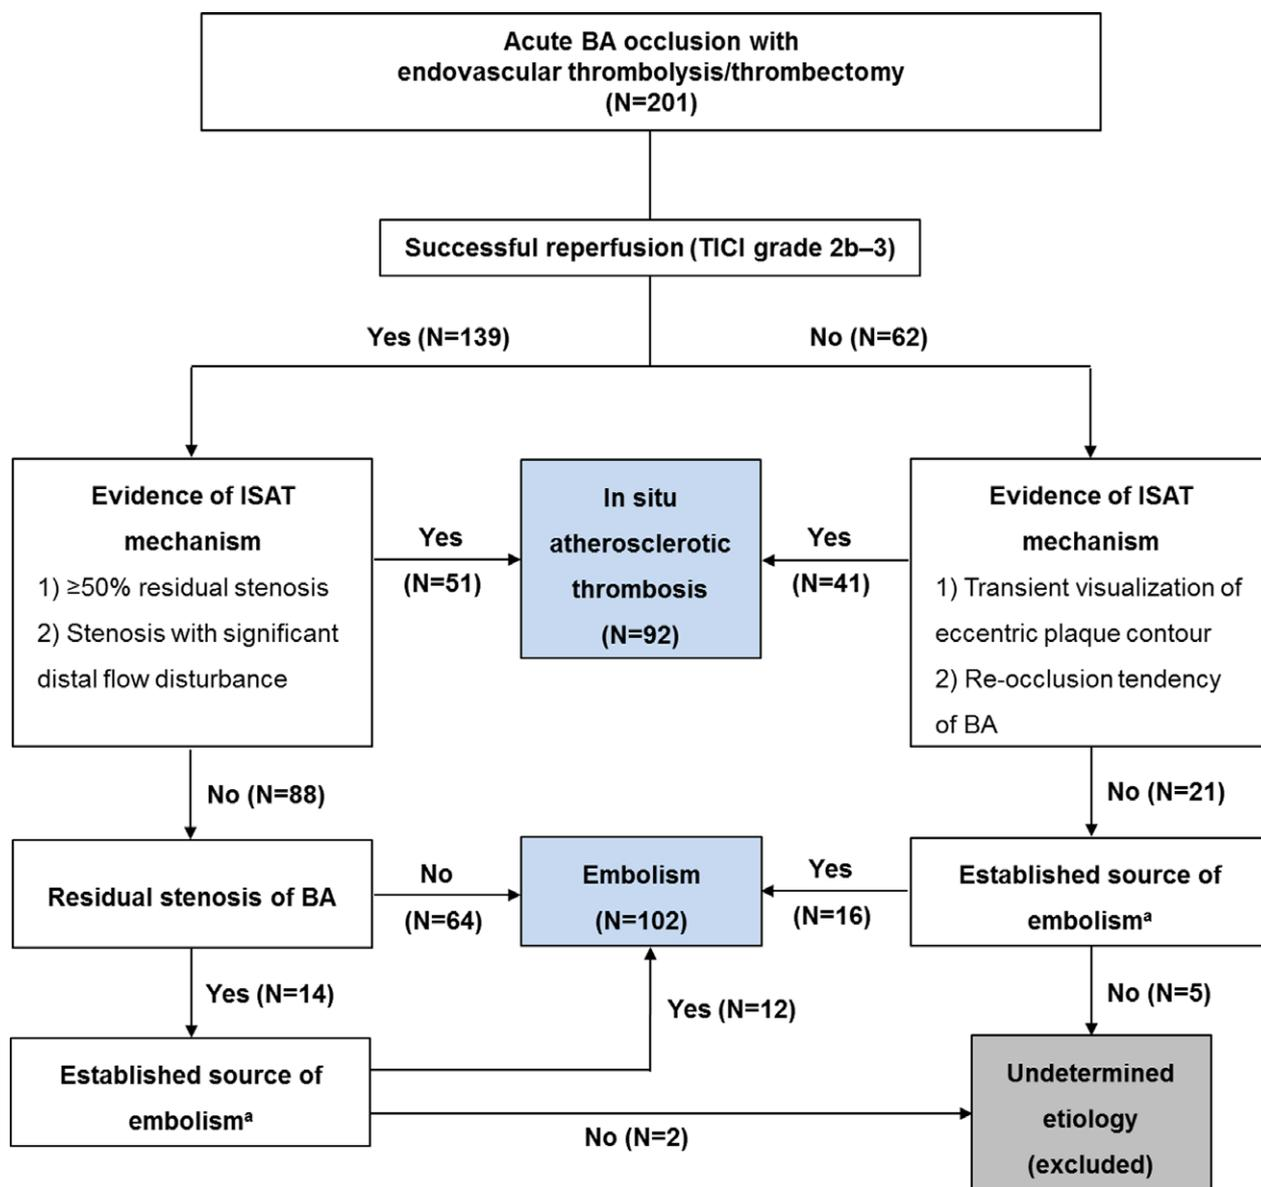 Acute BA occlusion with
endovascular thrombolysis/thrombectomy
(N=201)
Successful reperfusion (TICI grade 2b–3)
Yes (N=139)
No (N=62)
Evidence of ISAT
mechanism
1) ≥50% residual stenosis
2) Stenosis with significant
distal flow disturbance
Yes
(N=51)
In situ
atherosclerotic
thrombosis
(N=92)
Yes
(N=41)
Evidence of ISAT
mechanism
1) Transient visualization of
eccentric plaque contour
2) Re-occlusion tendency
of BA
No (N=88)
No (N=21)
Residual stenosis of BA
No
(N=64)
Embolism
(N=102)
Yes
(N=16)
Established source of
embolismᵃ
Yes (N=14)
Yes (N=12)
No (N=5)
Established source of
embolismᵃ
No (N=2)
Undetermined
etiology
(excluded)